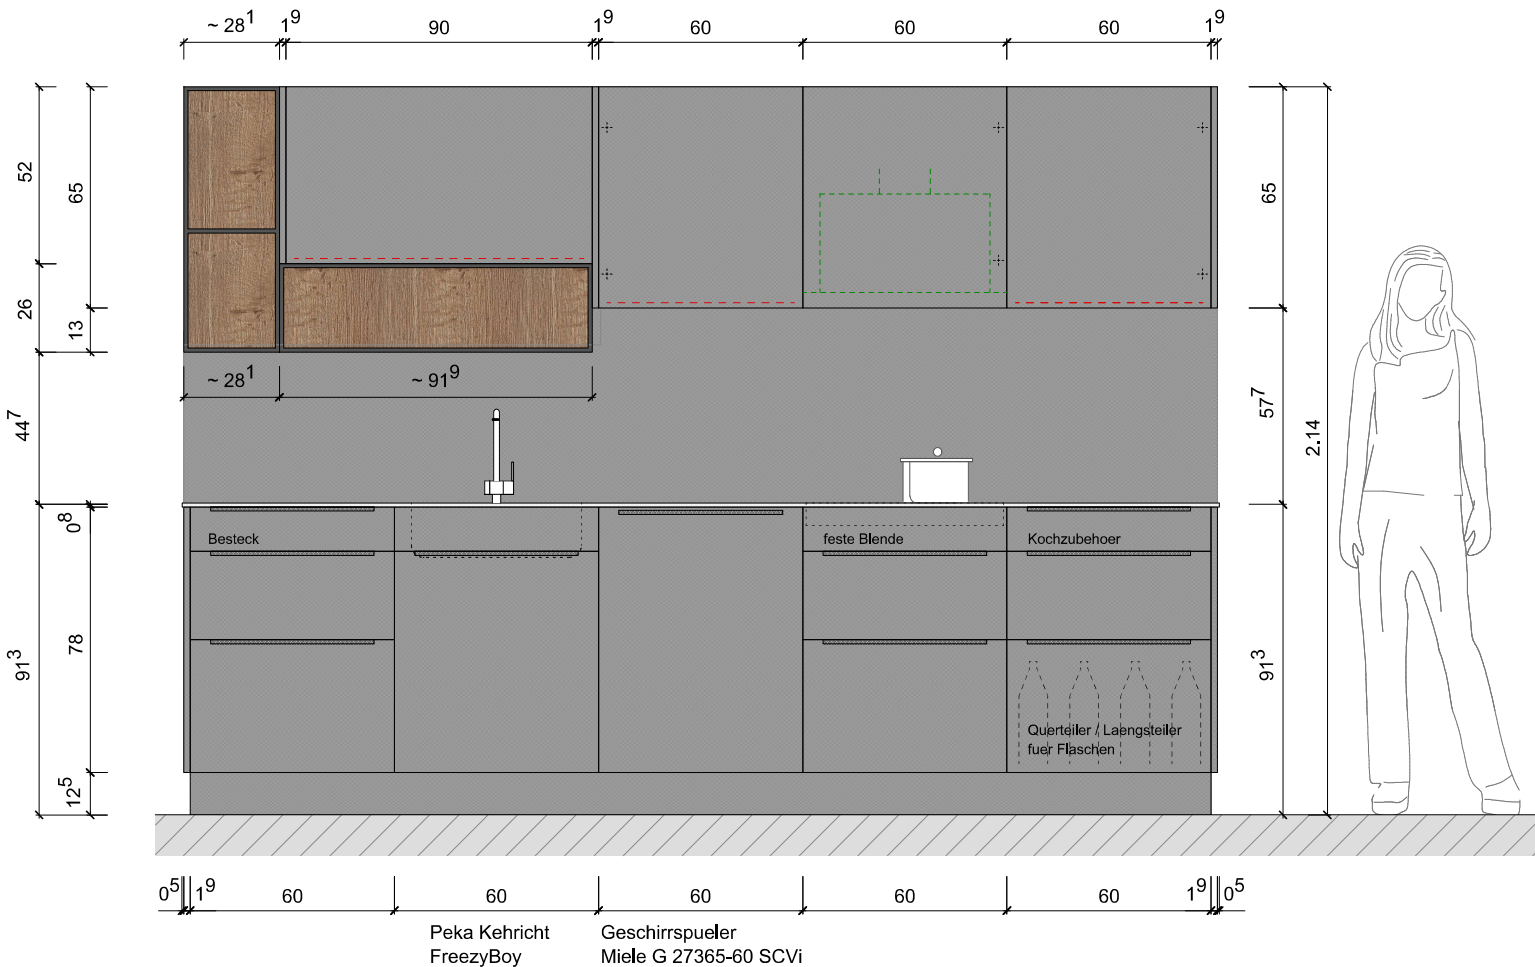 ~ 28¹ 1⁹ 90 1⁹ 60 60 60 1⁹
52
65
26
13
65
~ 28¹ ~ 91⁹
44⁷
57⁷
2.14
0⁸
Besteck feste Blende Kochzubehoer
78
91³
91³
Querteiler / Laengsteiler
fuer Flaschen
12⁵
0⁵ 1⁹ 60 60 60 60 60 1⁹ 0⁵
Peka Kehricht
FreezyBoy
Geschirrspueler
Miele G 27365-60 SCVi